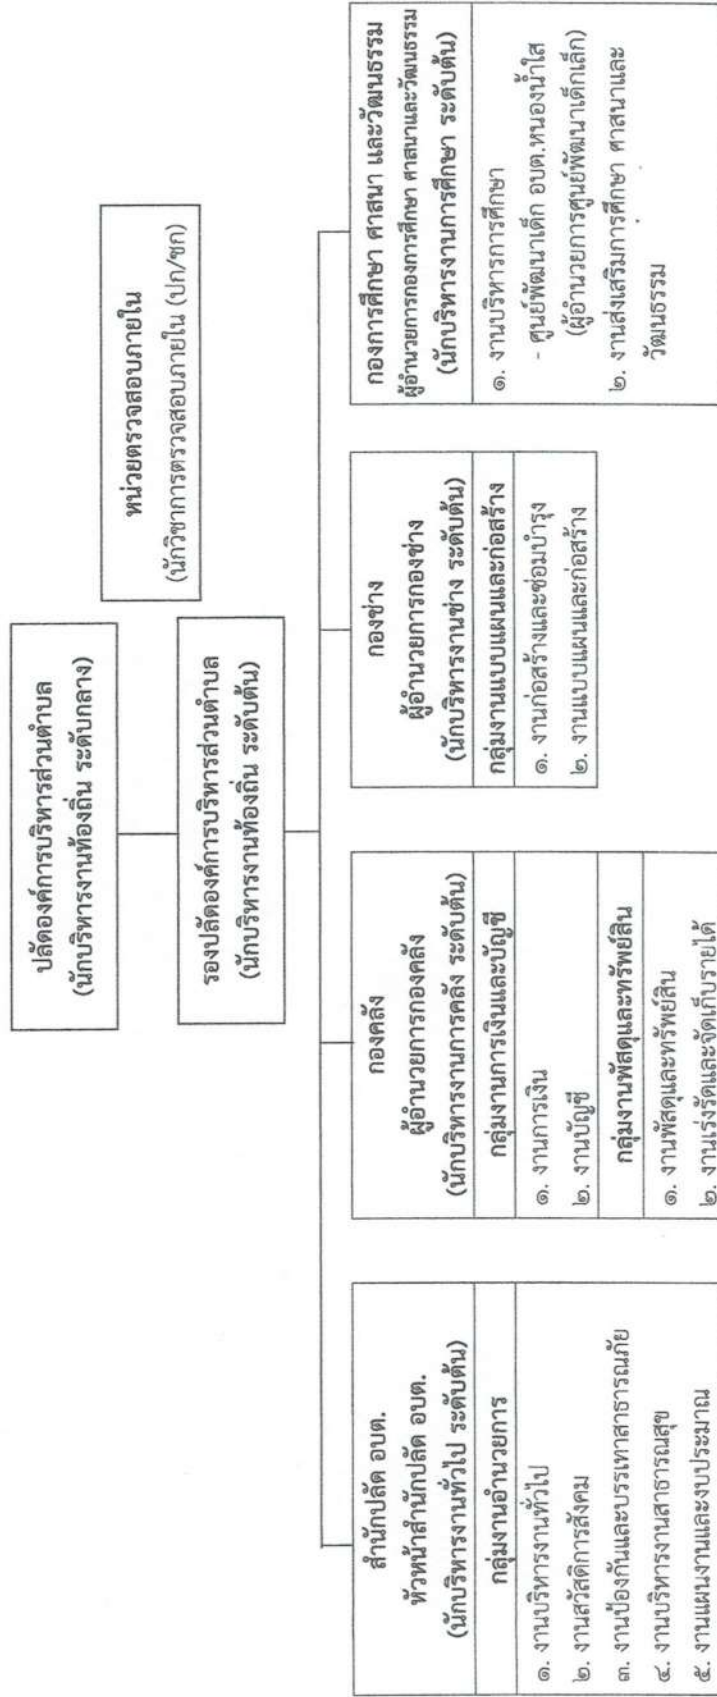 ปลัดองค์การบริหารส่วนตำบล
(นักบริหารงานท้องถิ่น ระดับกลาง)
หน่วยตรวจสอบภายใน
(นักวิชาการตรวจสอบภายใน (ปก/ชก)
รองปลัดองค์การบริหารส่วนตำบล
(นักบริหารงานท้องถิ่น ระดับต้น)
สำนักปลัด อบต.
หัวหน้าสำนักปลัด อบต.
(นักบริหารงานทั่วไป ระดับต้น)
กลุ่มงานอำนวยการ
๑. งานบริหารงานทั่วไป
๒. งานสวัสดิการสังคม
๓. งานป้องกันและบรรเทาสาธารณภัย
๔. งานบริหารงานสาธารณสุข
๕. งานแผนงานและงบประมาณ
กองคลัง
ผู้อำนวยการกองคลัง
(นักบริหารงานการคลัง ระดับต้น)
กลุ่มงานการเงินและบัญชี
๑. งานการเงิน
๒. งานบัญชี
กลุ่มงานพัสดุและทรัพย์สิน
๑. งานพัสดุและทรัพย์สิน
๒. งานเร่งรัดและจัดเก็บรายได้
กองช่าง
ผู้อำนวยการกองช่าง
(นักบริหารงานช่าง ระดับต้น)
กลุ่มงานแบบแผนและก่อสร้าง
๑. งานก่อสร้างและซ่อมบำรุง
๒. งานแบบแผนและก่อสร้าง
กองการศึกษา ศาสนา และวัฒนธรรม
ผู้อำนวยการกองการศึกษา ศาสนาและวัฒนธรรม
(นักบริหารงานการศึกษา ระดับต้น)
๑. งานบริหารการศึกษา
- ศูนย์พัฒนาเด็ก อบต.หนองน้ำใส
(ผู้อำนวยการศูนย์พัฒนาเด็กเล็ก)
๒. งานส่งเสริมการศึกษา ศาสนาและ
วัฒนธรรม